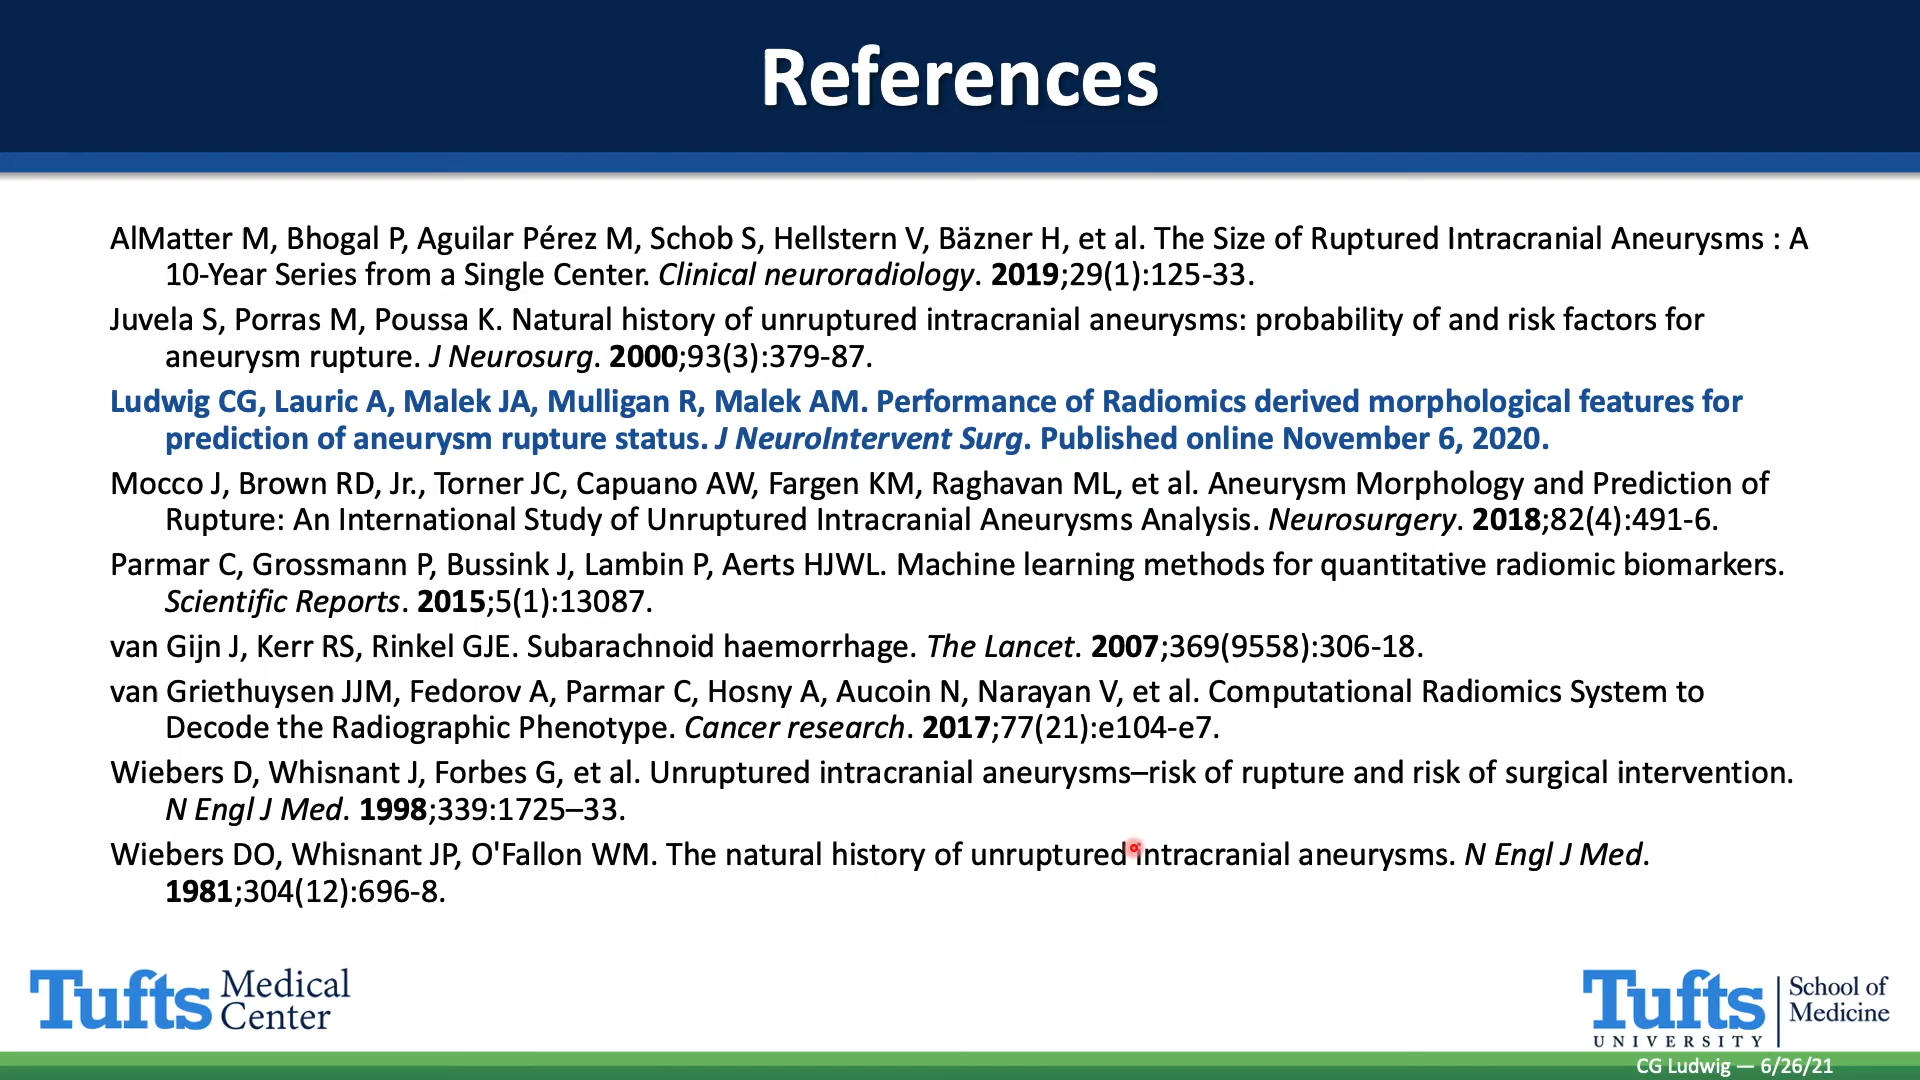 References
AlMatter M, Bhogal P, Aguilar Pérez M, Schob S, Hellstern V, Bäzner H, et al. The Size of Ruptured Intracranial Aneurysms : A
10-Year Series from a Single Center. Clinical neuroradiology. 2019;29(1):125-33.
Juvela S, Porras M, Poussa K. Natural history of unruptured intracranial aneurysms: probability of and risk factors for
aneurysm rupture. J Neurosurg. 2000;93(3):379-87.
Ludwig CG, Lauric A, Malek JA, Mulligan R, Malek AM. Performance of Radiomics derived morphological features for
prediction of aneurysm rupture status. J NeuroIntervent Surg. Published online November 6, 2020.
Mocco J, Brown RD, Jr., Torner JC, Capuano AW, Fargen KM, Raghavan ML, et al. Aneurysm Morphology and Prediction of
Rupture: An International Study of Unruptured Intracranial Aneurysms Analysis. Neurosurgery. 2018;82(4):491-6.
Parmar C, Grossmann P, Bussink J, Lambin P, Aerts HJWL. Machine learning methods for quantitative radiomic biomarkers.
Scientific Reports. 2015;5(1):13087.
van Gijn J, Kerr RS, Rinkel GJE. Subarachnoid haemorrhage. The Lancet. 2007;369(9558):306-18.
van Griethuysen JJM, Fedorov A, Parmar C, Hosny A, Aucoin N, Narayan V, et al. Computational Radiomics System to
Decode the Radiographic Phenotype. Cancer research. 2017;77(21):e104-e7.
Wiebers D, Whisnant J, Forbes G, et al. Unruptured intracranial aneurysms–risk of rupture and risk of surgical intervention.
N Engl J Med. 1998;339:1725–33.
Wiebers DO, Whisnant JP, O'Fallon WM. The natural history of unruptured intracranial aneurysms. N Engl J Med.
1981;304(12):696-8.
Tufts Medical Center
Tufts UNIVERSITY School of Medicine
CG Ludwig — 6/26/21